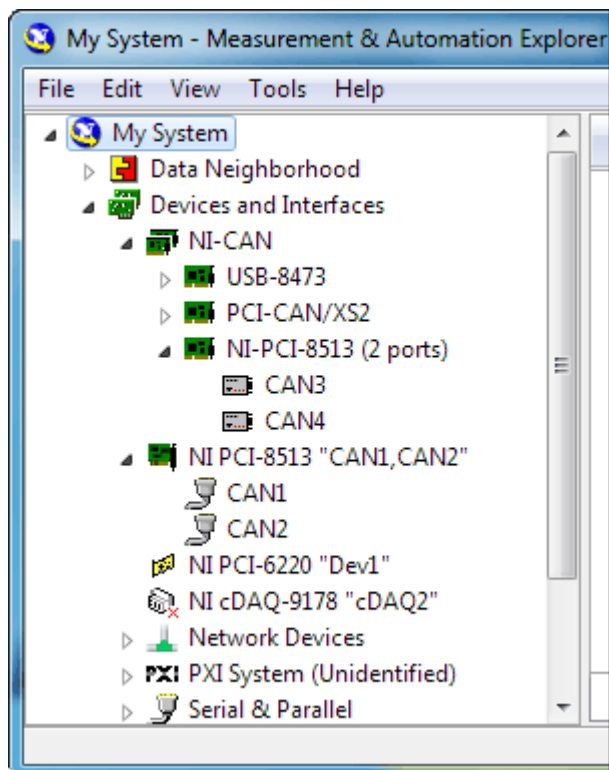 My System - Measurement & Automation Explorer
File Edit View Tools Help
My System
Data Neighborhood
Devices and Interfaces
NI-CAN
USB-8473
PCI-CAN/XS2
NI-PCI-8513 (2 ports)
CAN3
CAN4
NI PCI-8513 "CAN1,CAN2"
CAN1
CAN2
NI PCI-6220 "Dev1"
NI cDAQ-9178 "cDAQ2"
Network Devices
PXI PXI System (Unidentified)
Serial & Parallel